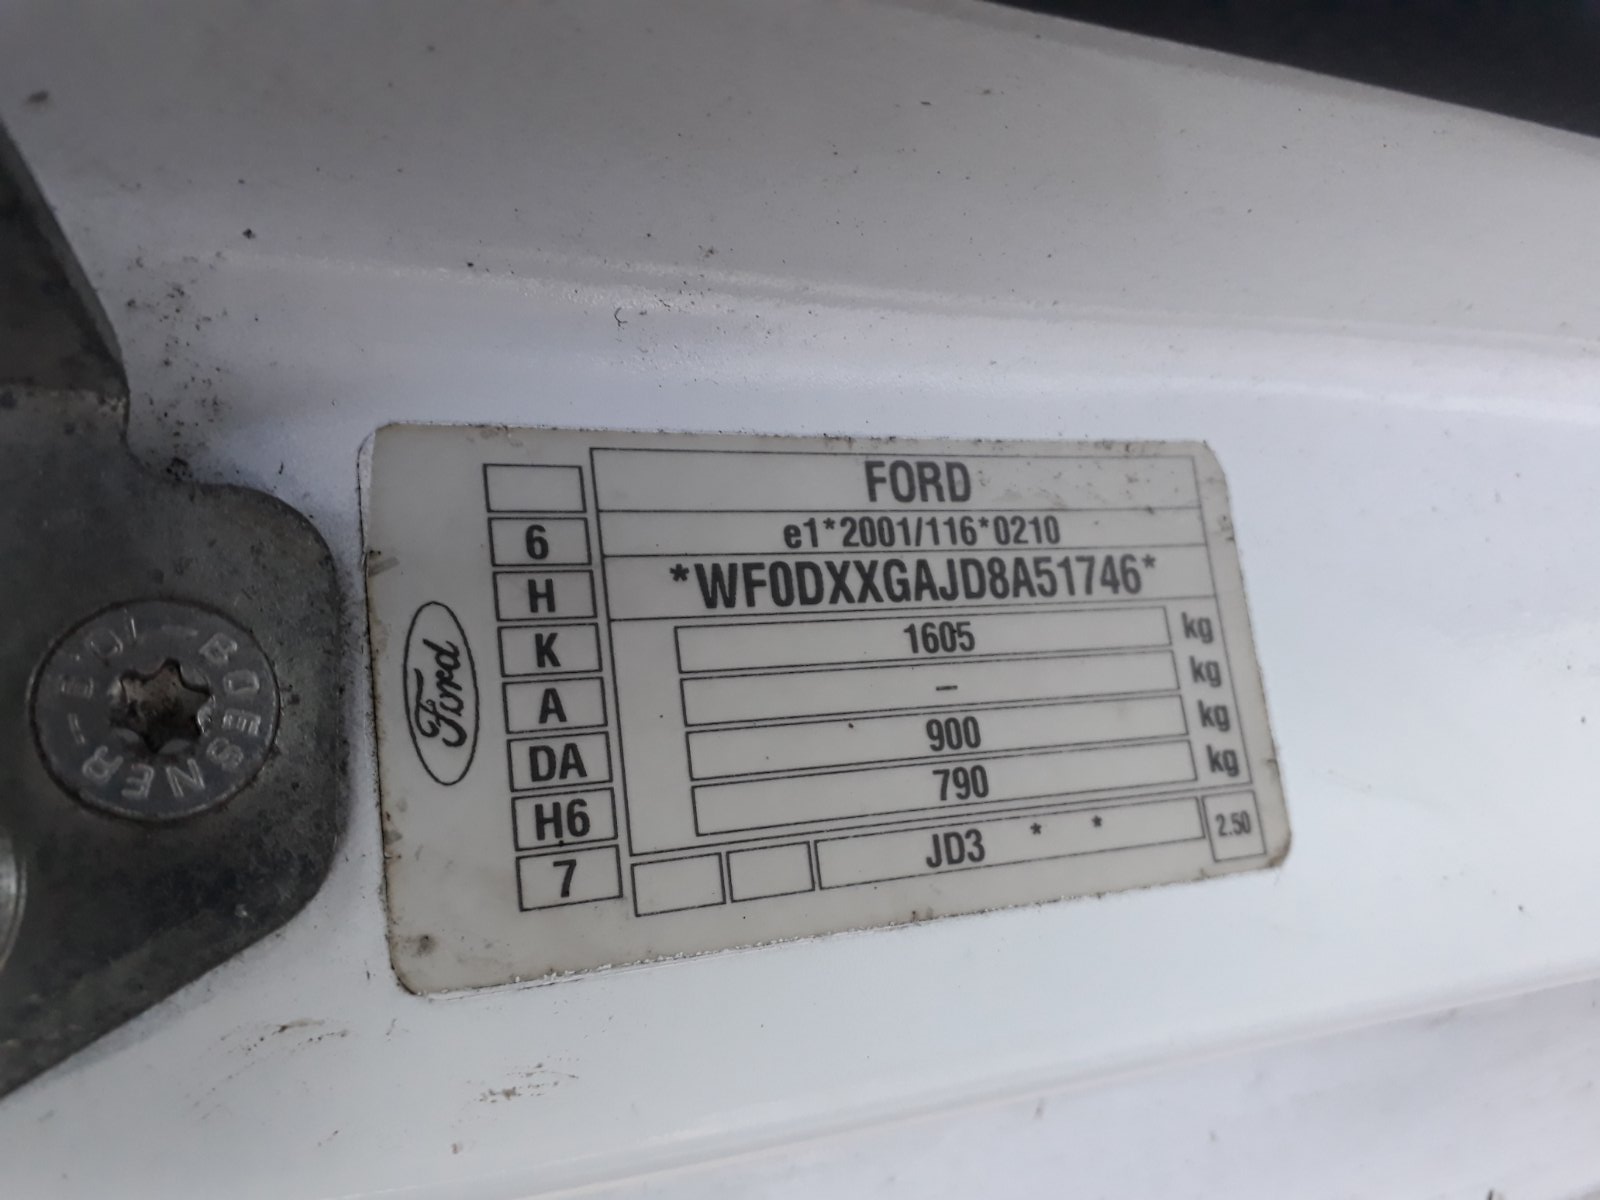 Ford
FORD
6 e1*2001/116*0210
H *WF0DXXGAJD8A51746*
K 1605 kg
A – kg
DA 900 kg
H6 790 kg
7 JD3 * * 2.50
BOESNER